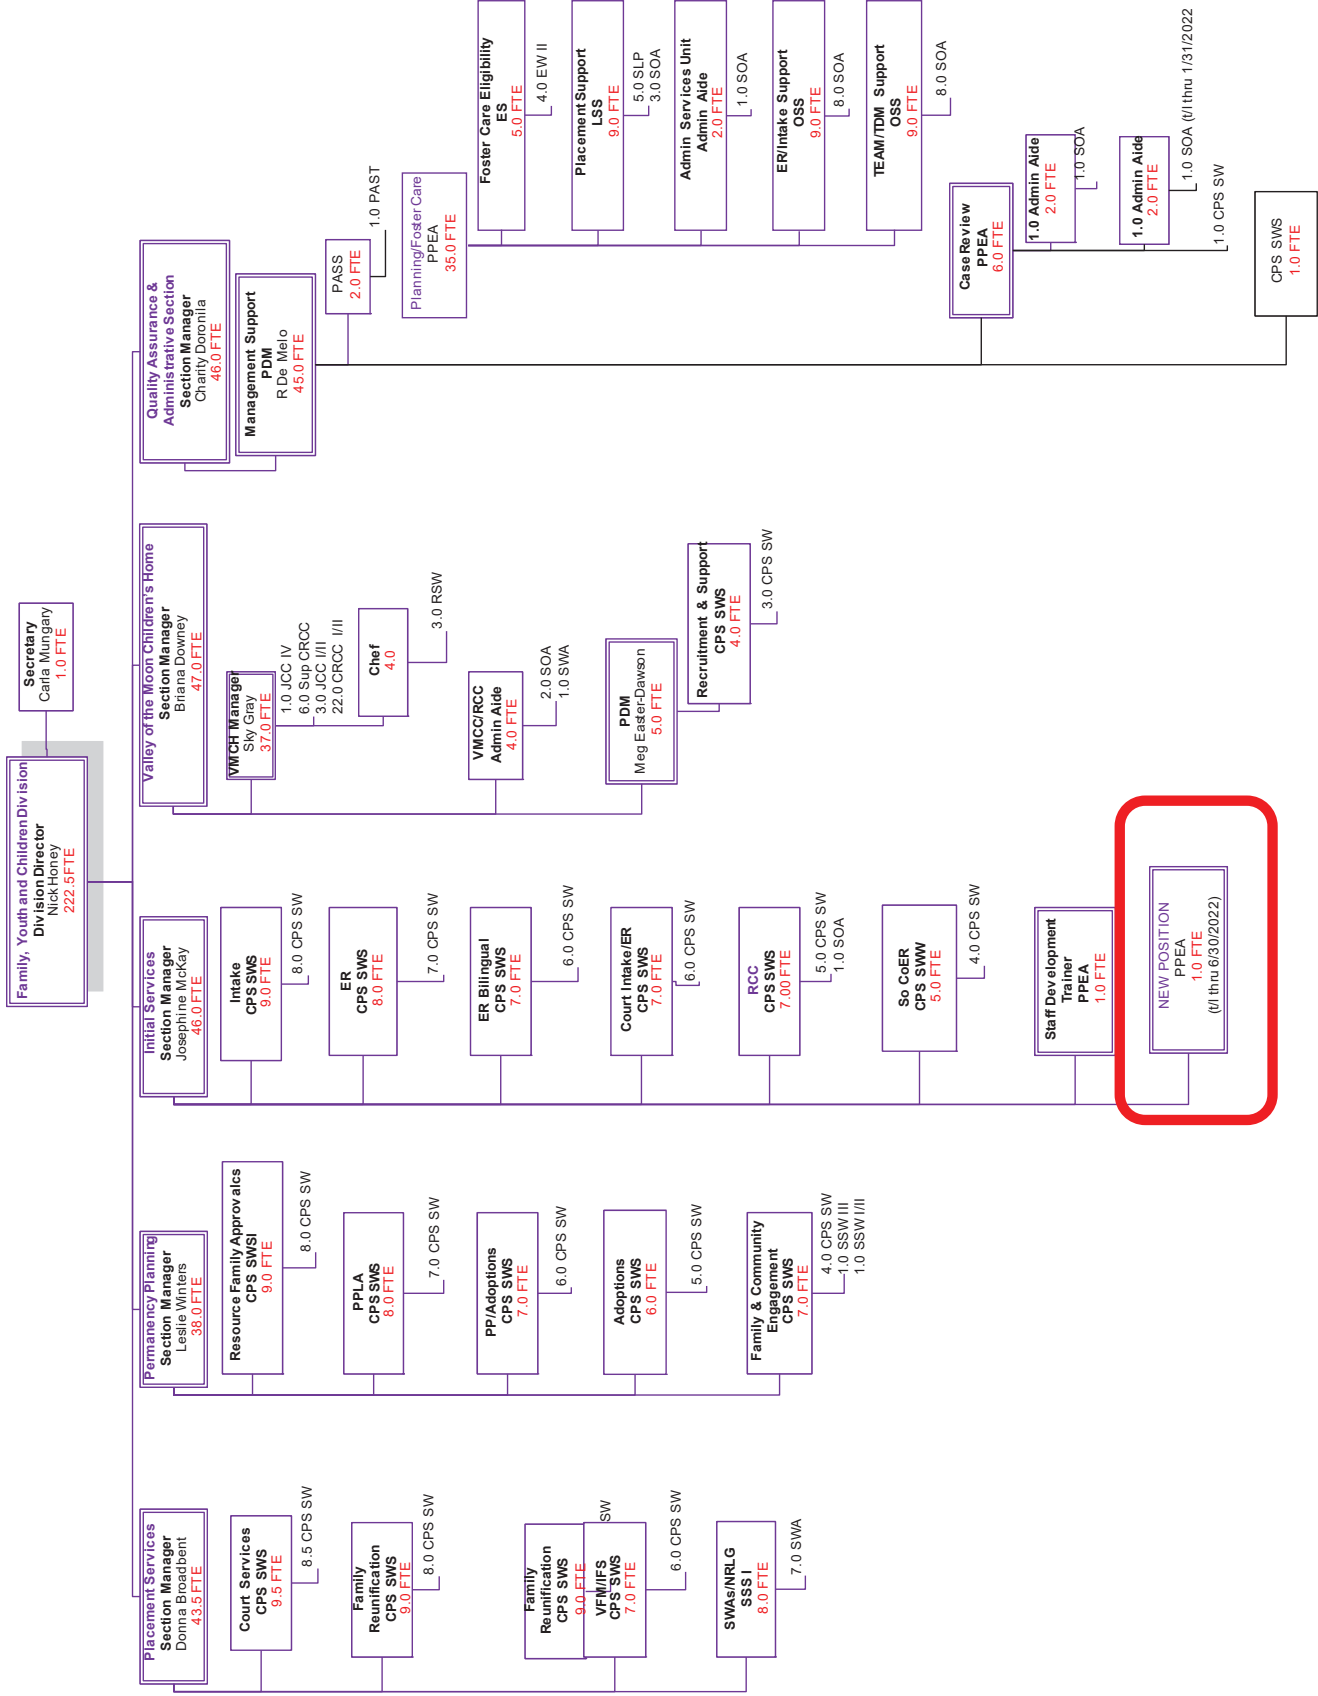 Family, Youth and Children Division
Division Director
Nick Honey
222.5FTE
Secretary
Carla Mungary
1.0 FTE
Placement Services
Section Manager
Donna Broadbent
43.5 FTE
Court Services
CPS SWS
9.5 FTE
8.5 CPS SW
Family
Reunification
CPS SWS
9.0 FTE
8.0 CPS SW
Family
Reunification
CPS SWS
9.0 FTE
SW
VFM/IFS
CPS SWS
7.0 FTE
6.0 CPS SW
SWAs/NRLG
SSS I
8.0 FTE
7.0 SWA
Permanency Planning
Section Manager
Leslie Winters
38.0 FTE
Resource Family Approvalcs
CPS SWSI
9.0 FTE
8.0 CPS SW
PPLA
CPS SWS
8.0 FTE
7.0 CPS SW
PP/Adoptions
CPS SWS
7.0 FTE
6.0 CPS SW
Adoptions
CPS SWS
6.0 FTE
5.0 CPS SW
Family & Community
Engagement
CPS SWS
7.0 FTE
4.0 CPS SW
1.0 SSW III
1.0 SSW I/II
Initial Services
Section Manager
Josephine McKay
46.0 FTE
Intake
CPS SWS
9.0 FTE
8.0 CPS SW
ER
CPS SWS
8.0 FTE
7.0 CPS SW
ER Bilingual
CPS SWS
7.0 FTE
6.0 CPS SW
Court Intake/ER
CPS SWS
7.0 FTE
6.0 CPS SW
RCC
CPS SWS
7.00 FTE
5.0 CPS SW
1.0 SOA
So CoER
CPS SWW
5.0 FTE
4.0 CPS SW
Staff Development
Trainer
PPEA
1.0 FTE
NEW POSITION
PPEA
1.0 FTE
(t/l thru 6/30/2022)
Valley of the Moon Children's Home
Section Manager
Briana Downey
47.0 FTE
VMCH Manager
Sky Gray
37.0 FTE
1.0 JCC IV
6.0 Sup CRCC
3.0 JCC I/II
22.0 CRCC I/II
Chef
4.0
3.0 RSW
VMCC/RCC
Admin Aide
4.0 FTE
2.0 SOA
1.0 SWA
PDM
Meg Easter-Dawson
5.0 FTE
Recruitment & Support
CPS SWS
4.0 FTE
3.0 CPS SW
Quality Assurance &
Administrative Section
Section Manager
Charity Doronila
46.0 FTE
Management Support
PDM
R De Melo
45.0 FTE
PASS
2.0 FTE
1.0 PAST
Planning/Foster Care
PPEA
35.0 FTE
Foster Care Eligibility
ES
5.0 FTE
4.0 EW II
Placement Support
LSS
9.0 FTE
5.0 SLP
3.0 SOA
Admin Services Unit
Admin Aide
2.0 FTE
1.0 SOA
ER/Intake Support
OSS
9.0 FTE
8.0 SOA
TEAM/TDM Support
OSS
9.0 FTE
8.0 SOA
Case Review
PPEA
6.0 FTE
1.0 Admin Aide
2.0 FTE
1.0 SOA
1.0 Admin Aide
2.0 FTE
1.0 SOA (t/l thru 1/31/2022
1.0 CPS SW
CPS SWS
1.0 FTE